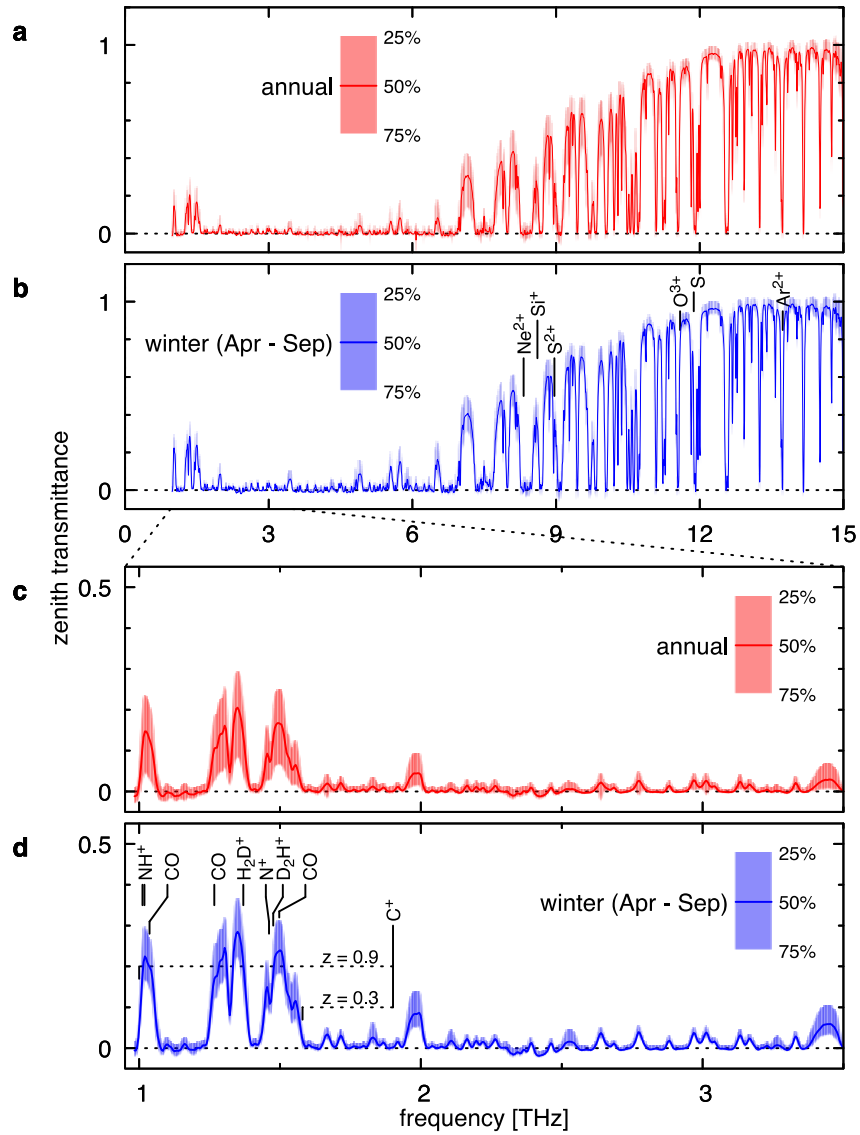 a
1
0
annual
25%
50%
75%
b
1
0
winter (Apr - Sep)
25%
50%
75%
Ne²⁺
Si⁺
S²⁺
O³⁺
S
Ar²⁺
0
3
6
9
12
15
zenith transmittance
c
0.5
0
annual
25%
50%
75%
d
0.5
0
NH⁺
CO
CO
H₂D⁺
N⁺
D₂H⁺
CO
C⁺
z = 0.9
z = 0.3
winter (Apr - Sep)
25%
50%
75%
1
2
3
frequency [THz]